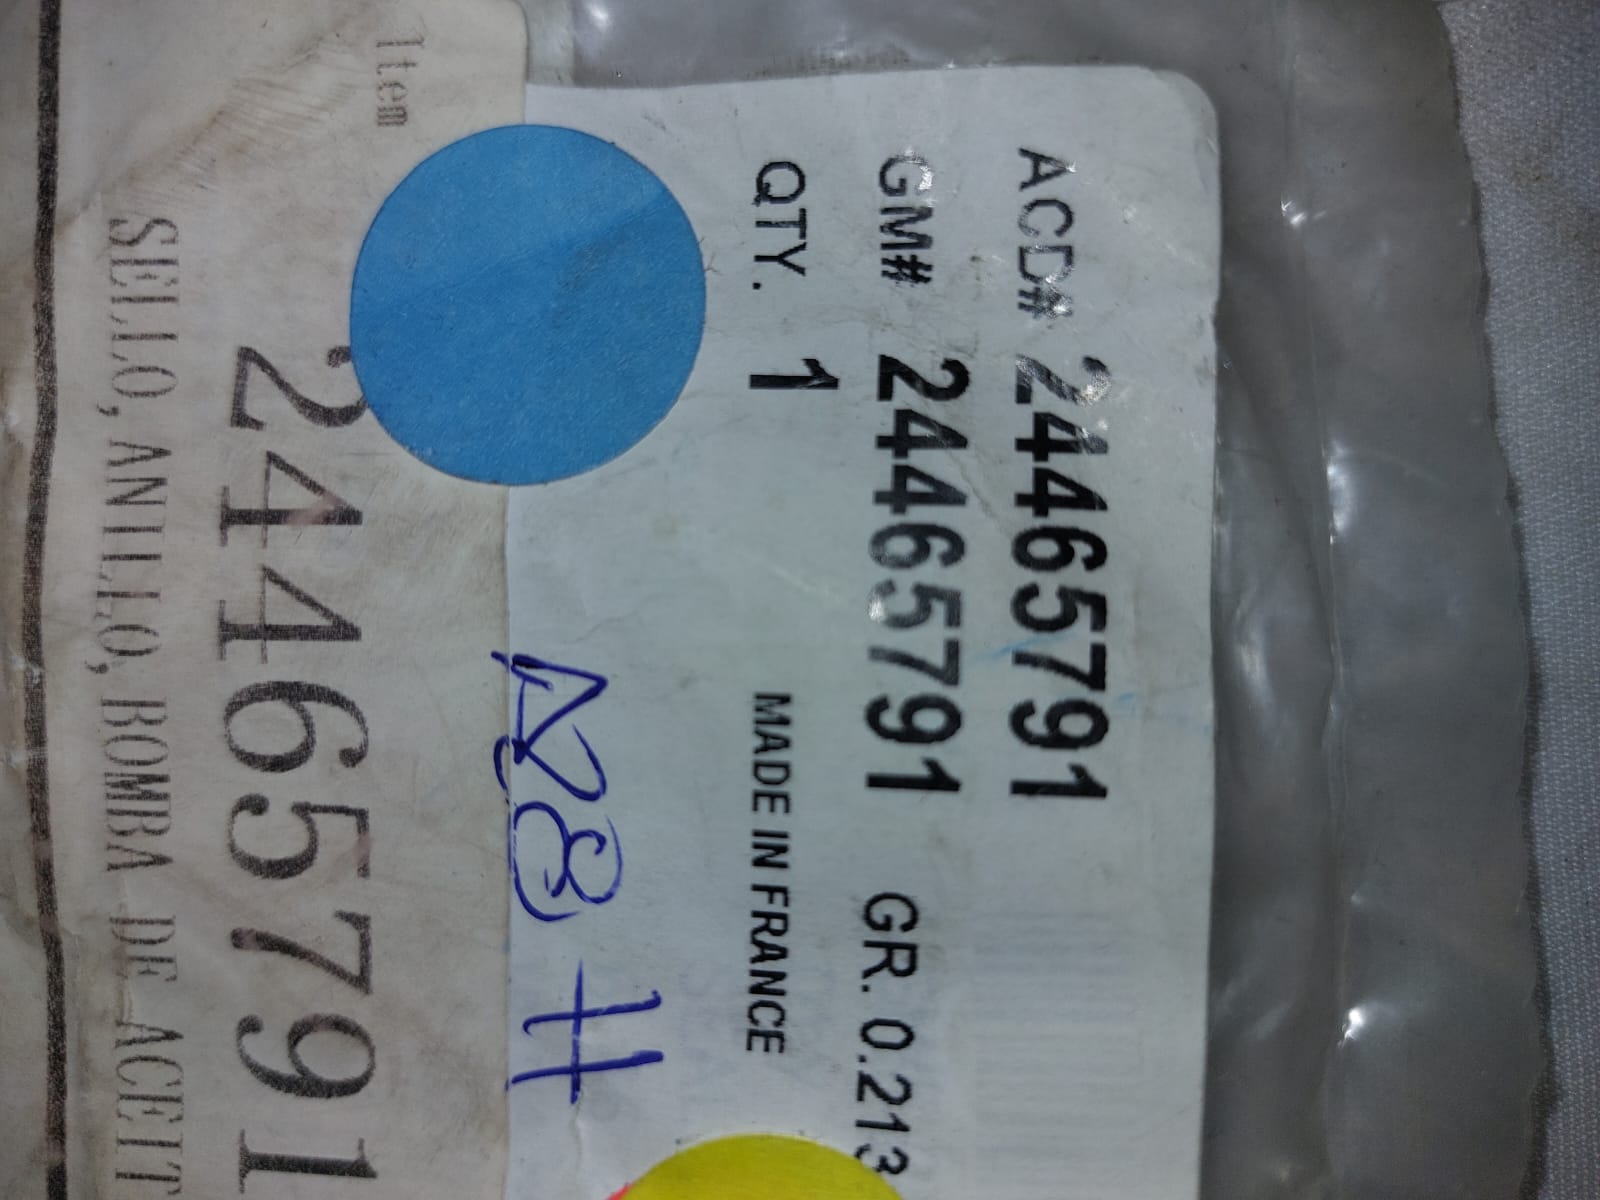 ACD# 2446791
GM# 24465791 GR. 0.213
QTY. 1 MADE IN FRANCE
A28 #
Item
24465791
SELLO, ANILLO, BOMBA DE ACEIT